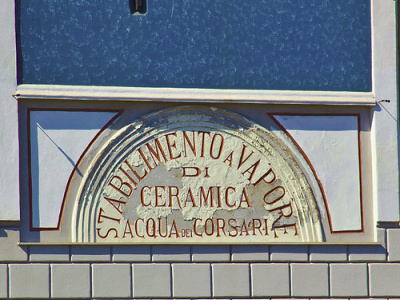 STABILIMENTO A VAPORE
DI
CERAMICA
ACQUA DEI CORSARI